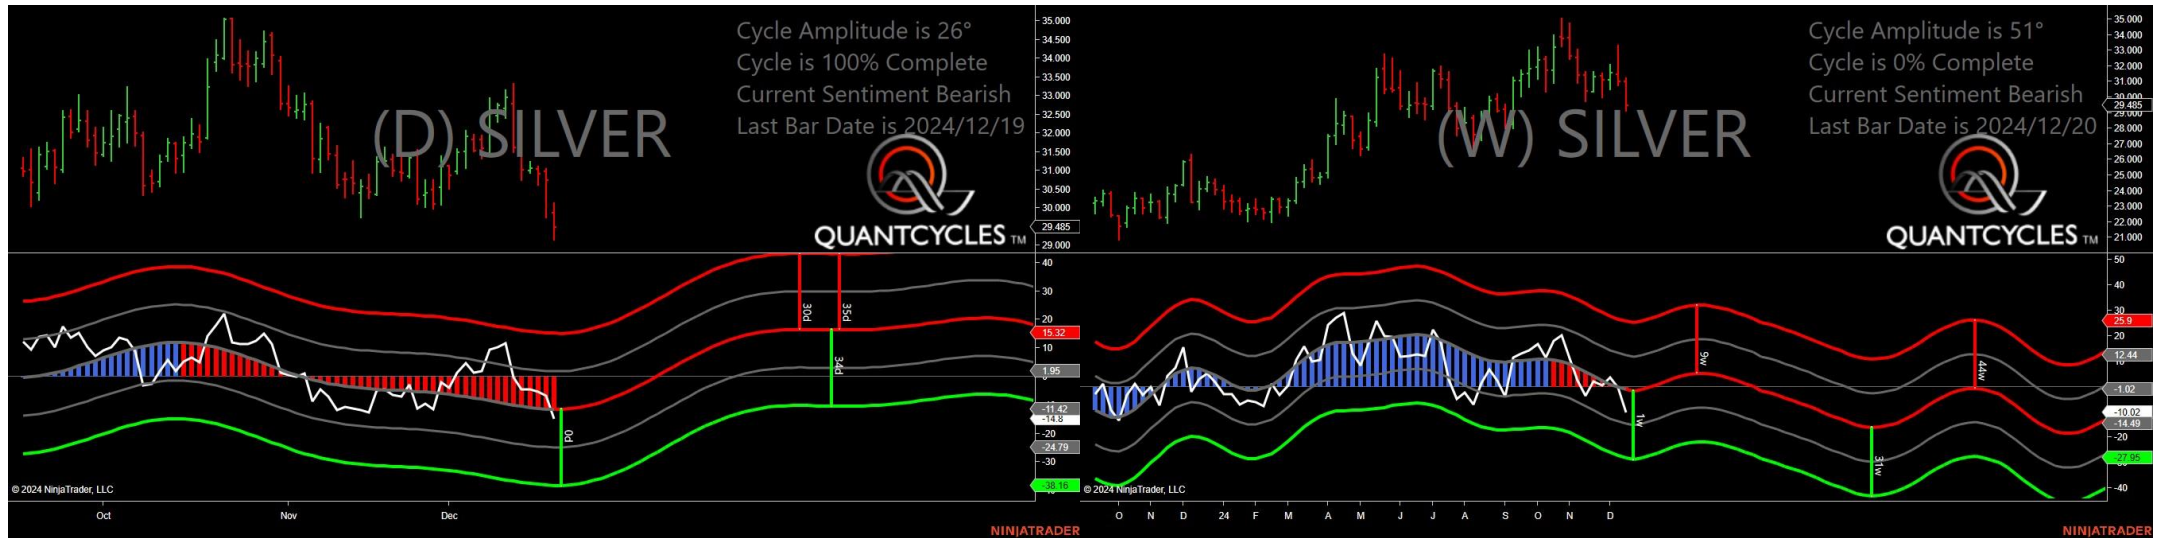 Cycle Amplitude is 26°
Cycle is 100% Complete
Current Sentiment Bearish
Last Bar Date is 2024/12/19
(D) SILVER
QUANTCYCLES TM
35.000
34.500
34.000
33.500
33.000
32.500
32.000
31.500
31.000
30.500
30.000
29.485
29.000
40
30
20
15.32
10
1.95
-11.42
-14.8
-20
-24.79
-30
-38.16
30d
35d
34d
0d
© 2024 NinjaTrader, LLC
Oct Nov Dec
NINJATRADER
Cycle Amplitude is 51°
Cycle is 0% Complete
Current Sentiment Bearish
Last Bar Date is 2024/12/20
(W) SILVER
QUANTCYCLES TM
35.000
34.000
33.000
32.000
31.000
30.000
29.485
29.000
28.000
27.000
26.000
25.000
24.000
23.000
22.000
21.000
50
40
30
25.9
20
12.44
-1.02
-10.02
-14.49
-20
-27.95
-40
9w
44w
1w
31w
© 2024 NinjaTrader, LLC
O N D 24 F M A M J J A S O N D
NINJATRADER